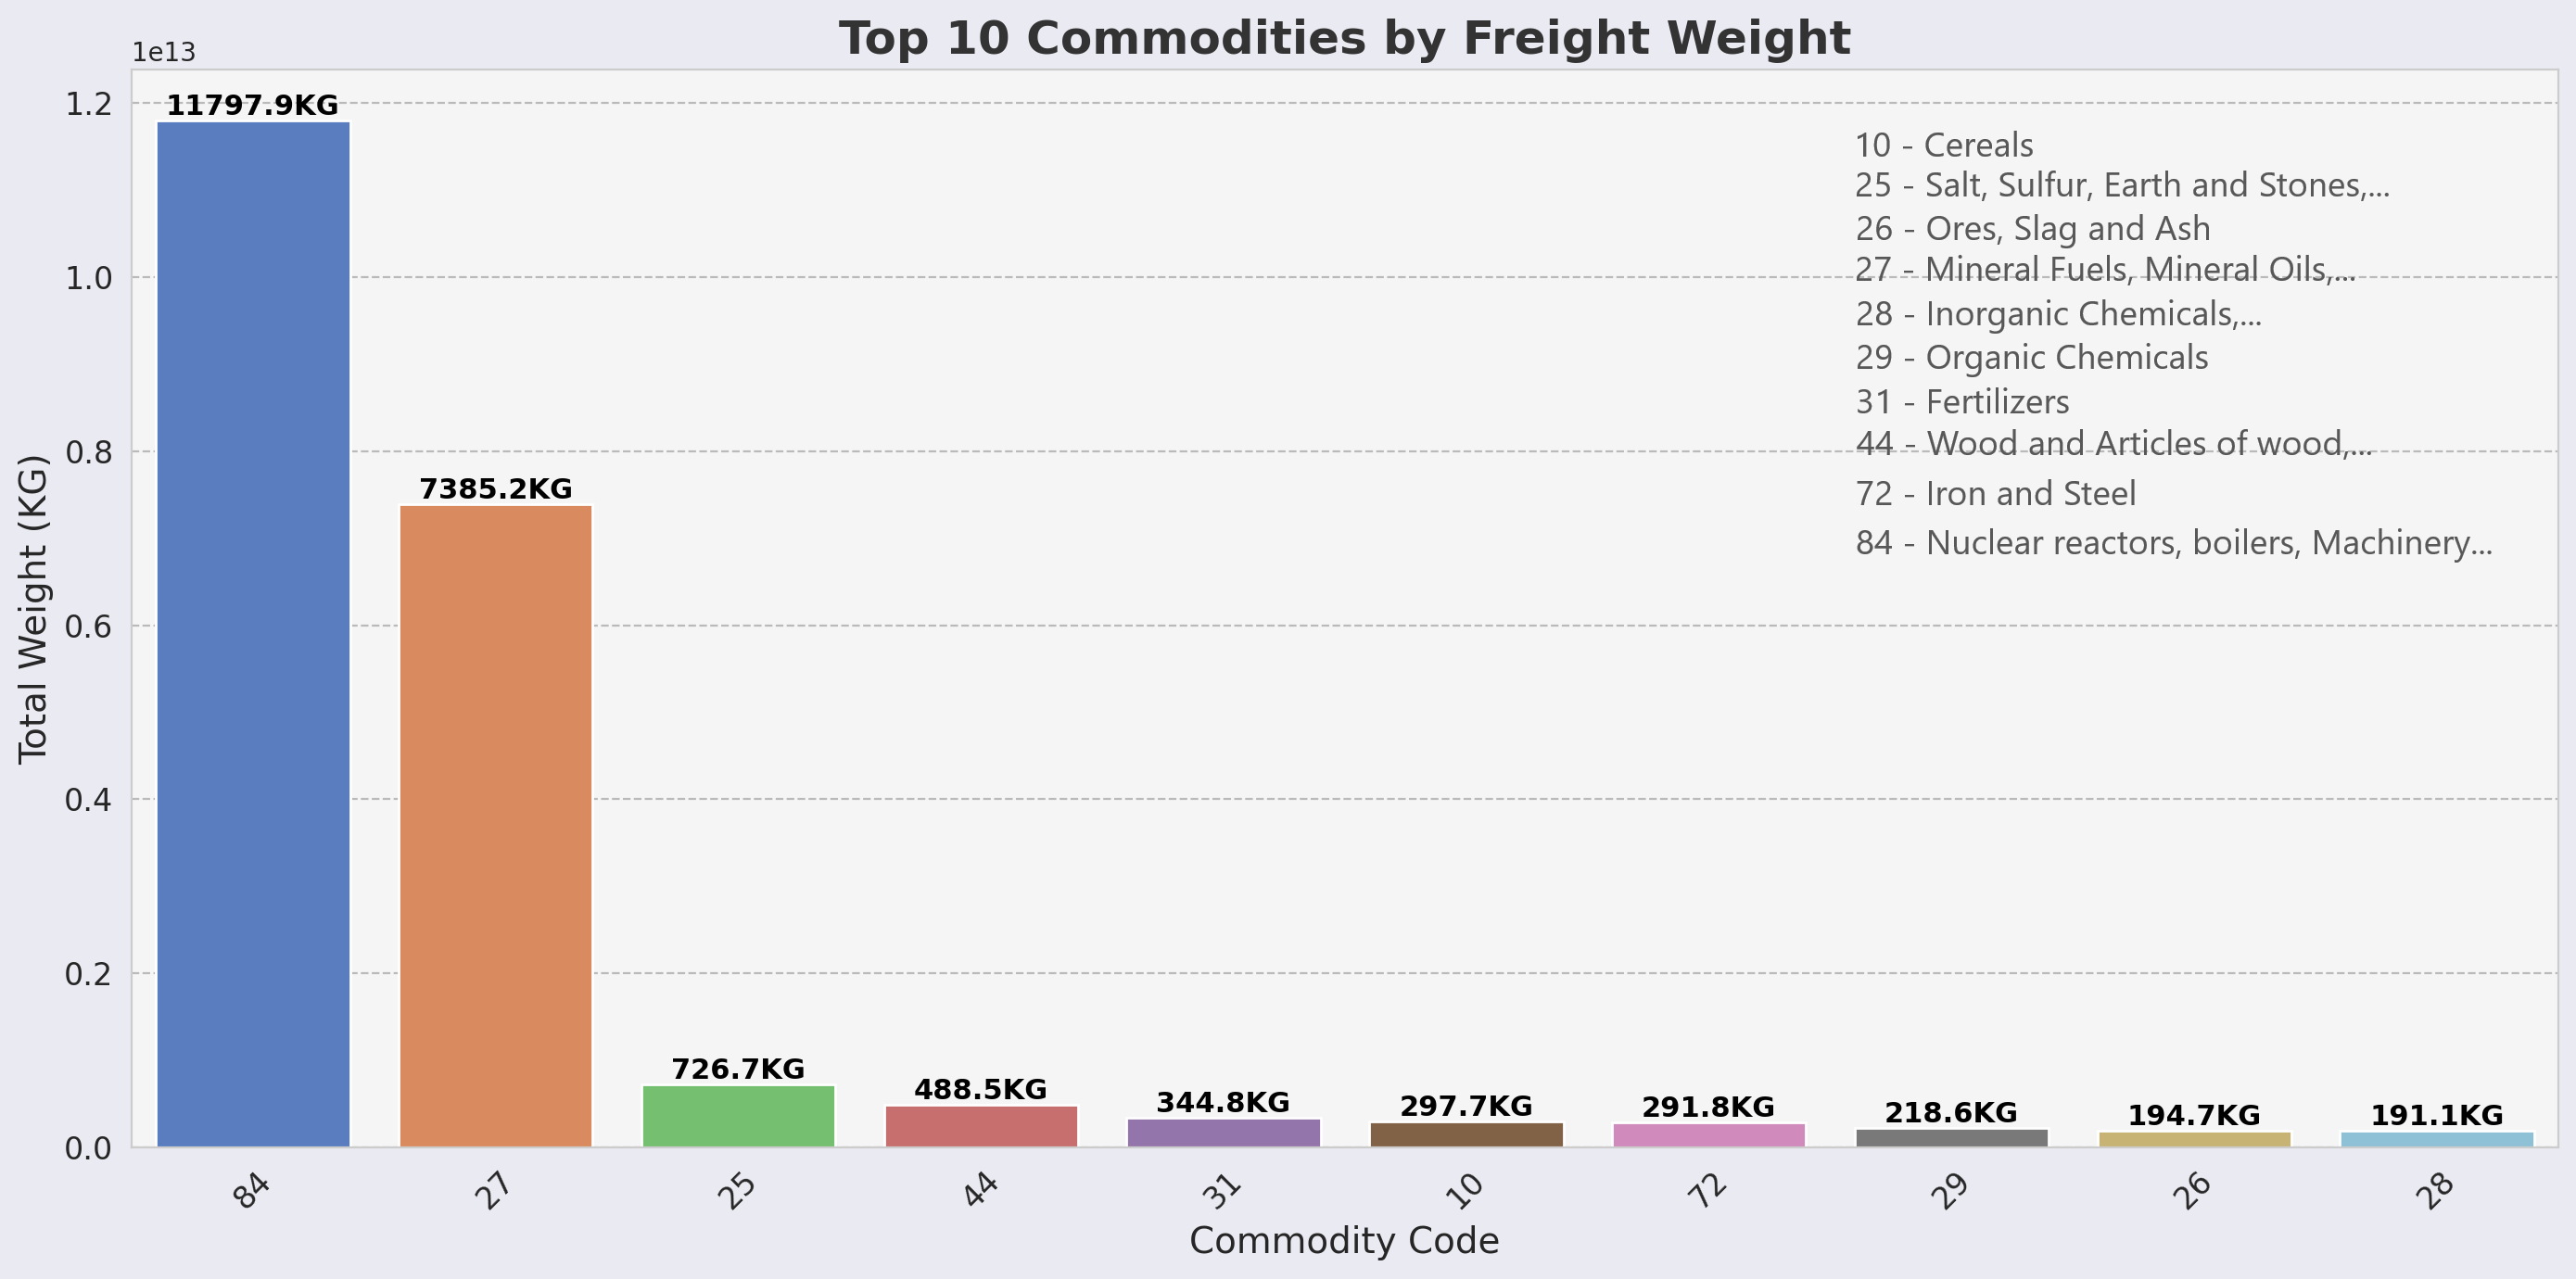 Top 10 Commodities by Freight Weight
1e13
1.2
1.0
0.8
0.6
0.4
0.2
0.0
Total Weight (KG)
11797.9KG
7385.2KG
726.7KG
488.5KG
344.8KG
297.7KG
291.8KG
218.6KG
194.7KG
191.1KG
10 - Cereals
25 - Salt, Sulfur, Earth and Stones,...
26 - Ores, Slag and Ash
27 - Mineral Fuels, Mineral Oils,...
28 - Inorganic Chemicals,...
29 - Organic Chemicals
31 - Fertilizers
44 - Wood and Articles of wood,...
72 - Iron and Steel
84 - Nuclear reactors, boilers, Machinery...
84
27
25
44
31
10
72
29
26
28
Commodity Code